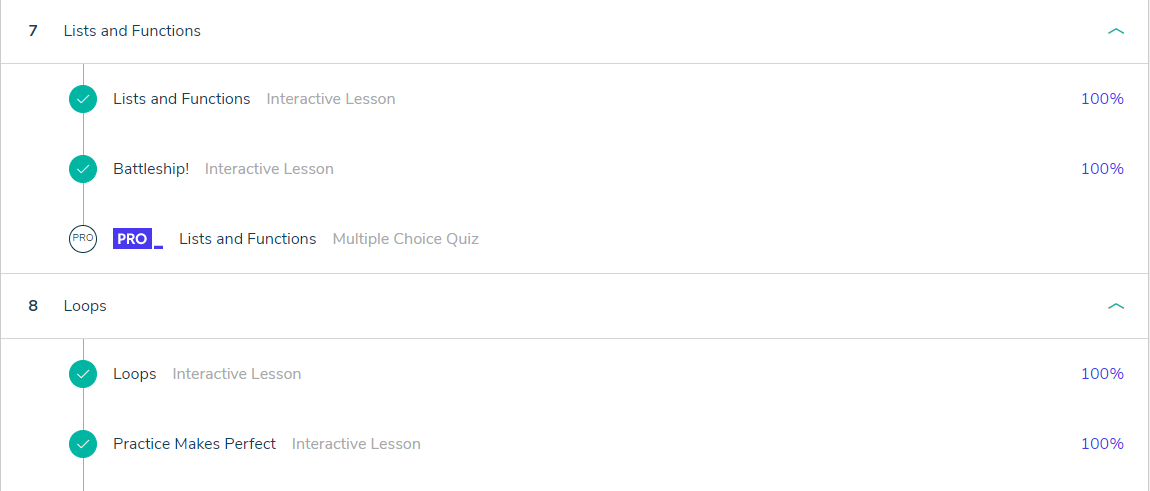 7 Lists and Functions
Lists and Functions Interactive Lesson 100%
Battleship! Interactive Lesson 100%
PRO PRO_ Lists and Functions Multiple Choice Quiz
8 Loops
Loops Interactive Lesson 100%
Practice Makes Perfect Interactive Lesson 100%